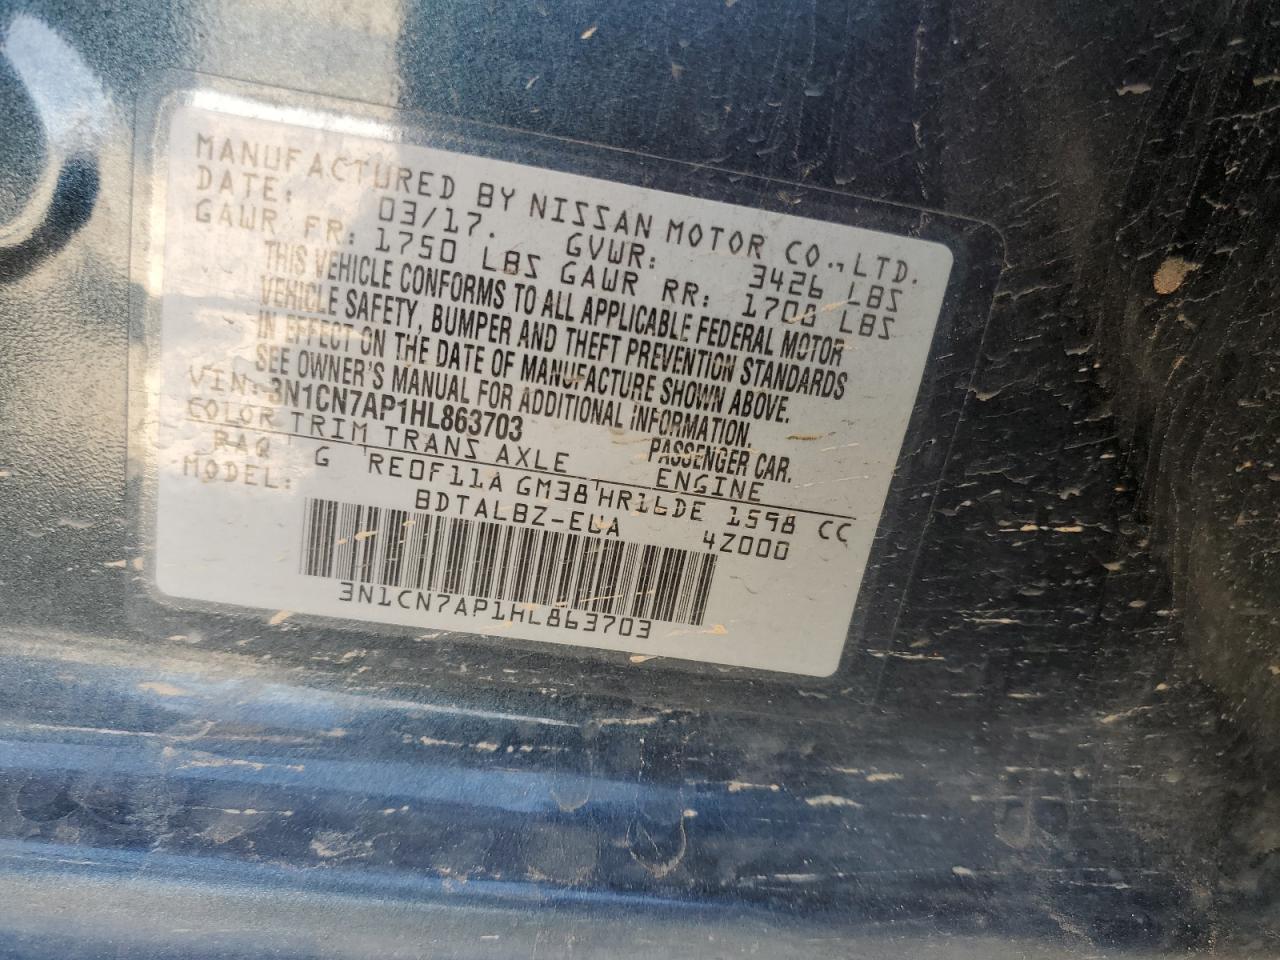 MANUFACTURED BY NISSAN MOTOR CO.,LTD.
DATE: 03/17. GVWR: 3426 LBS
GAWR FR: 1750 LBS GAWR RR: 1708 LBS
THIS VEHICLE CONFORMS TO ALL APPLICABLE FEDERAL MOTOR
VEHICLE SAFETY, BUMPER AND THEFT PREVENTION STANDARDS
IN EFFECT ON THE DATE OF MANUFACTURE SHOWN ABOVE.
SEE OWNER'S MANUAL FOR ADDITIONAL INFORMATION.
VIN: 3N1CN7AP1HL863703 PASSENGER CAR.
COLOR TRIM TRANS AXLE ENGINE
RAQ G RE0F11A GM38 HR16DE 1598 CC
MODEL: BDTALBZ-EUA 4Z000
3N1CN7AP1HL863703